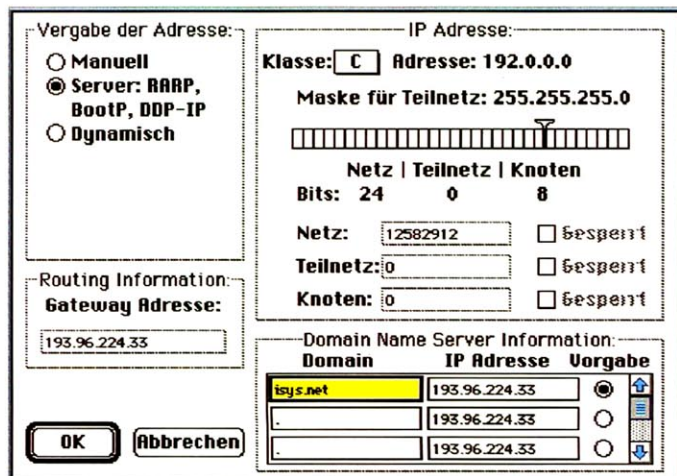 Vergabe der Adresse:
Manuell
Server: RARP,
BootP, DDP-IP
Dynamisch
Routing Information:
Gateway Adresse:
193.96.224.33
OK
Abbrechen
IP Adresse:
Klasse: C Adresse: 192.0.0.0
Maske für Teilnetz: 255.255.255.0
Netz | Teilnetz | Knoten
Bits: 24 0 8
Netz: 12582912 Gesperrt
Teilnetz: 0 Gesperrt
Knoten: 0 Gesperrt
Domain Name Server Information:
Domain IP Adresse Vorgabe
isys.net 193.96.224.33
. 193.96.224.33
. 193.96.224.33